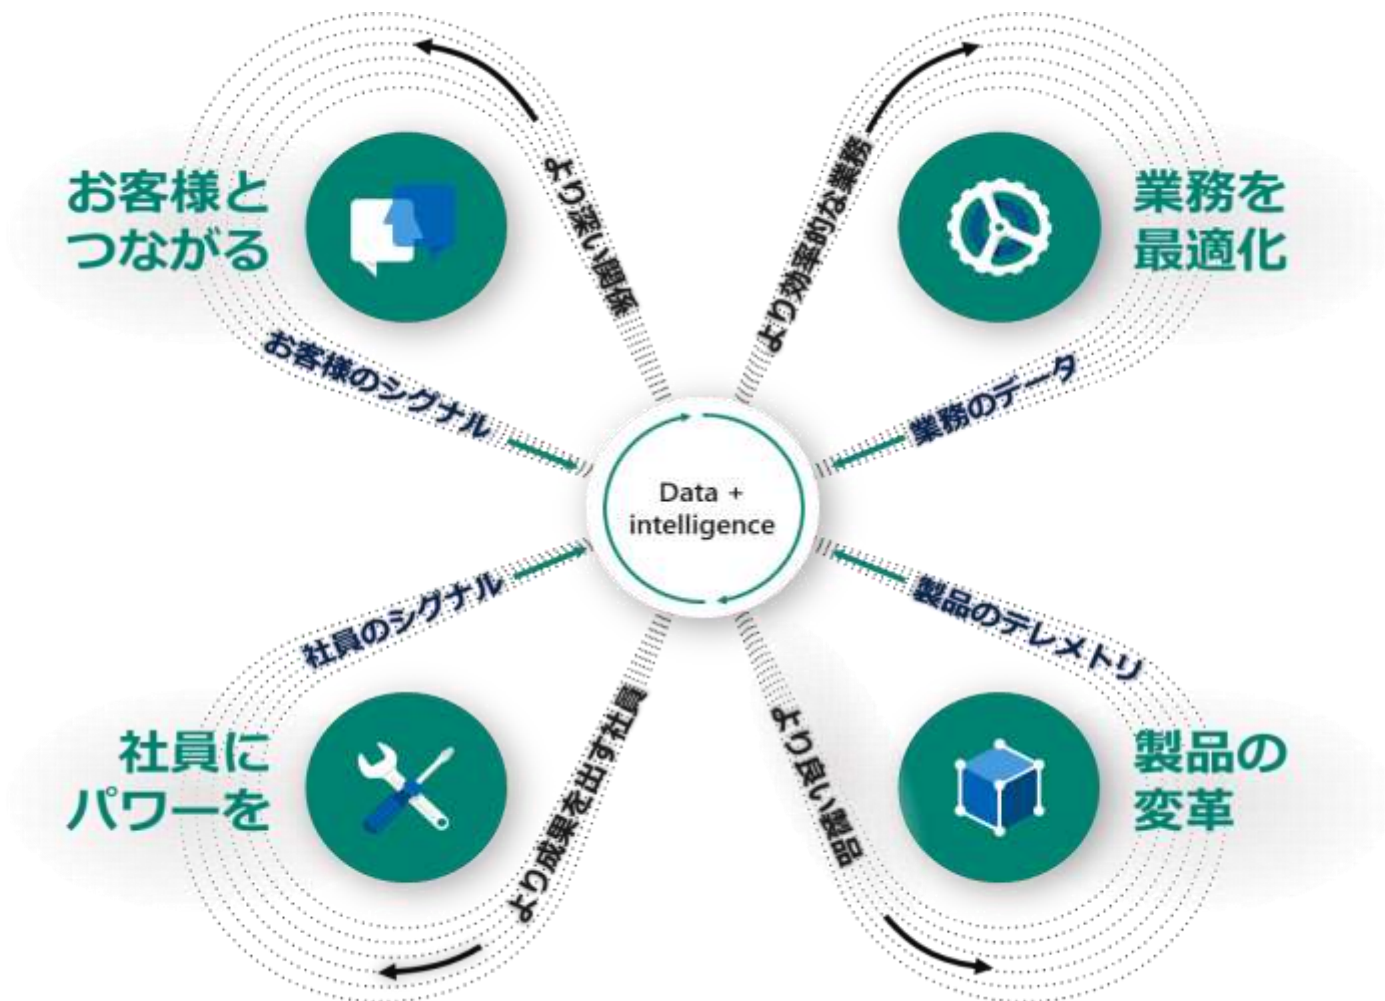 お客様と
つながる
より深い関係
お客様のシグナル
より効率的な業務
業務を
最適化
業務のデータ
Data +
intelligence
社員のシグナル
社員に
パワーを
より成果を出す社員
製品のテレメトリ
より良い製品
製品の
変革